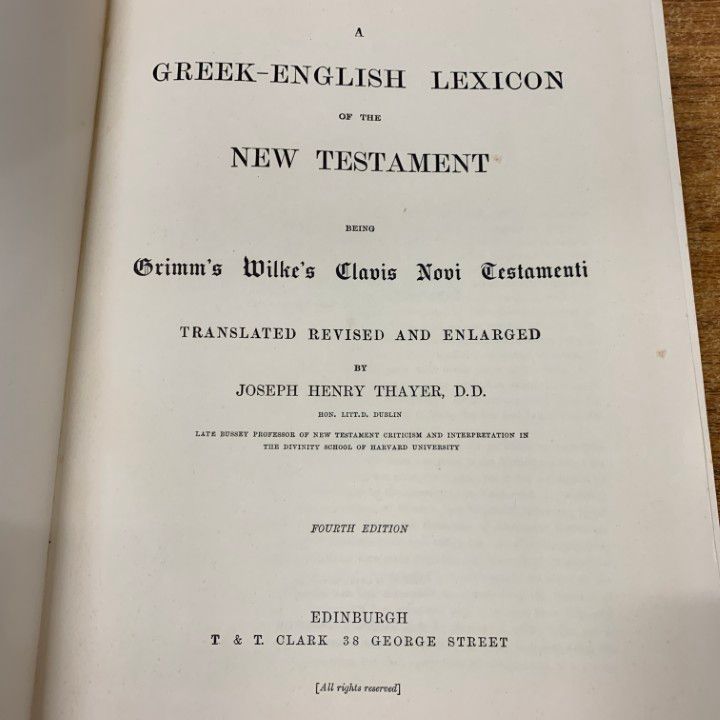 A
GREEK-ENGLISH LEXICON
OF THE
NEW TESTAMENT
BEING
Grimm's Wilke's Clavis Novi Testamenti
TRANSLATED REVISED AND ENLARGED
BY
JOSEPH HENRY THAYER, D.D.
HON. LITT.D. DUBLIN
LATE BUSSEY PROFESSOR OF NEW TESTAMENT CRITICISM AND INTERPRETATION IN
THE DIVINITY SCHOOL OF HARVARD UNIVERSITY
FOURTH EDITION
EDINBURGH
T. & T. CLARK 38 GEORGE STREET
[All rights reserved]